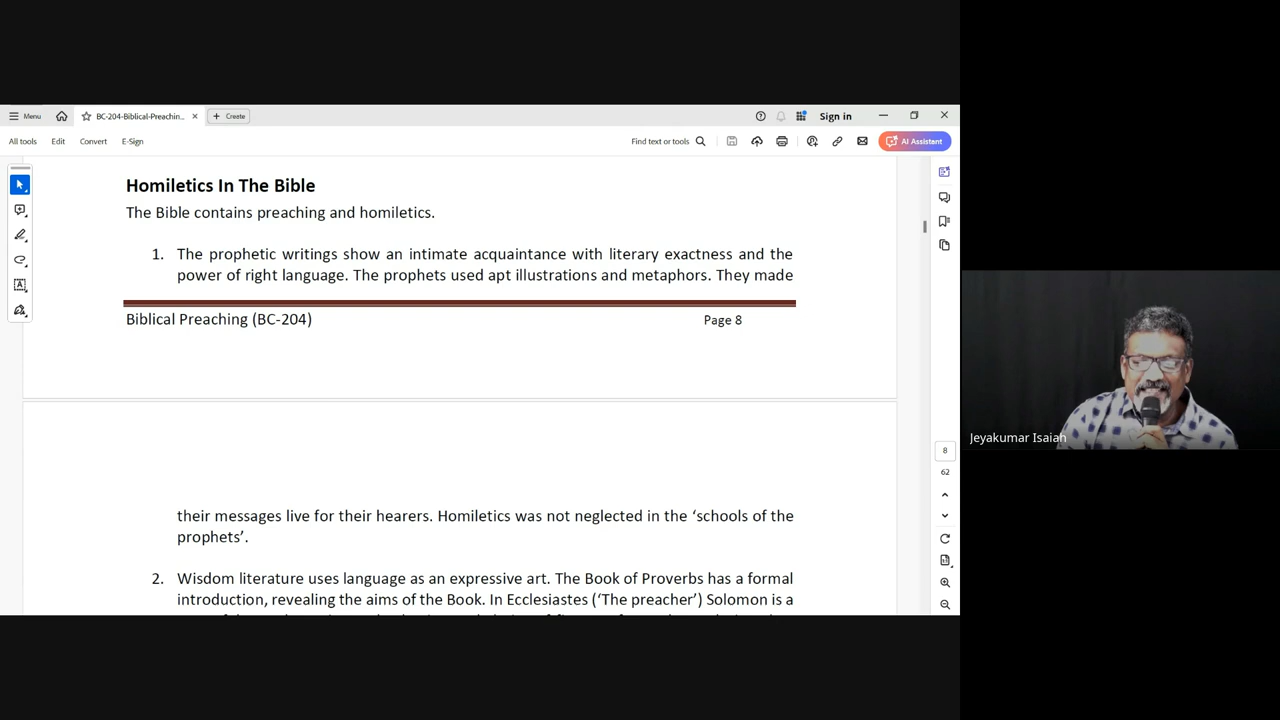 Menu
BC-204-Biblical-Preachin...
Create
Sign in
All tools
Edit
Convert
E-Sign
Find text or tools
AI Assistant
Homiletics In The Bible
The Bible contains preaching and homiletics.
1. The prophetic writings show an intimate acquaintance with literary exactness and the
power of right language. The prophets used apt illustrations and metaphors. They made
Biblical Preaching (BC-204)
Page 8
Jeyakumar Isaiah
8
62
their messages live for their hearers. Homiletics was not neglected in the ‘schools of the
prophets’.
2. Wisdom literature uses language as an expressive art. The Book of Proverbs has a formal
introduction, revealing the aims of the Book. In Ecclesiastes (‘The preacher’) Solomon is a